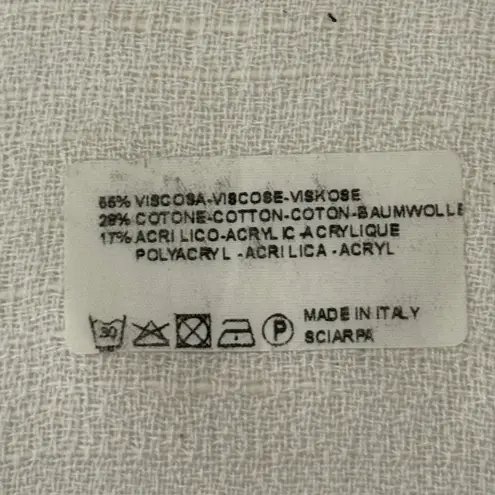 55% VISCOSA-VISCOSE-VISKOSE
28% COTONE-COTTON-COTON-BAUMWOLLE
17% ACRILICO-ACRYLIC-ACRYLIQUE
POLYACRYL-ACRILICA-ACRYL
30 P MADE IN ITALY
SCIARPA